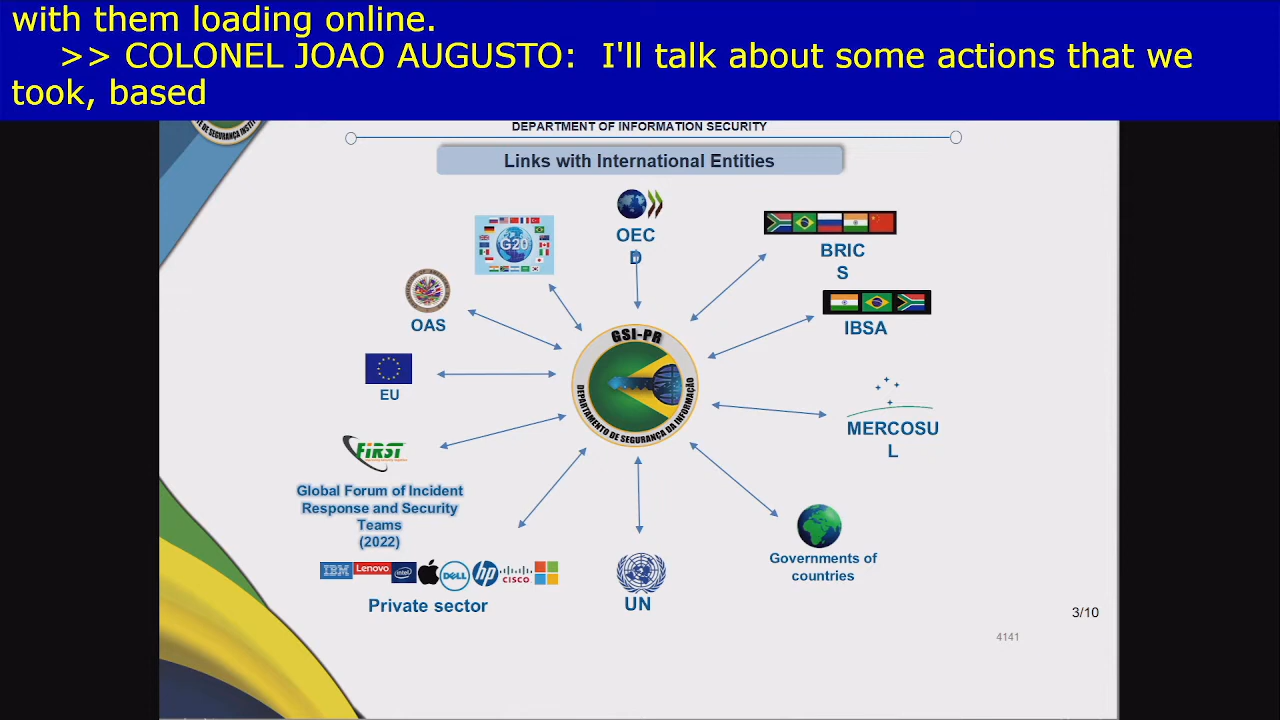 with them loading online.
>> COLONEL JOAO AUGUSTO:  I'll talk about some actions that we
took, based
DEPARTMENT OF INFORMATION SECURITY
Links with International Entities
OEC
D
G20
BRIC
S
OAS
IBSA
GSI-PR
DEPARTAMENTO DE SEGURANÇA DA INFORMAÇÃO
EU
MERCOSU
L
FIRST
Global Forum of Incident
Response and Security
Teams
(2022)
Governments of
countries
IBM Lenovo intel DELL hp CISCO
Private sector
UN
3/10
4141